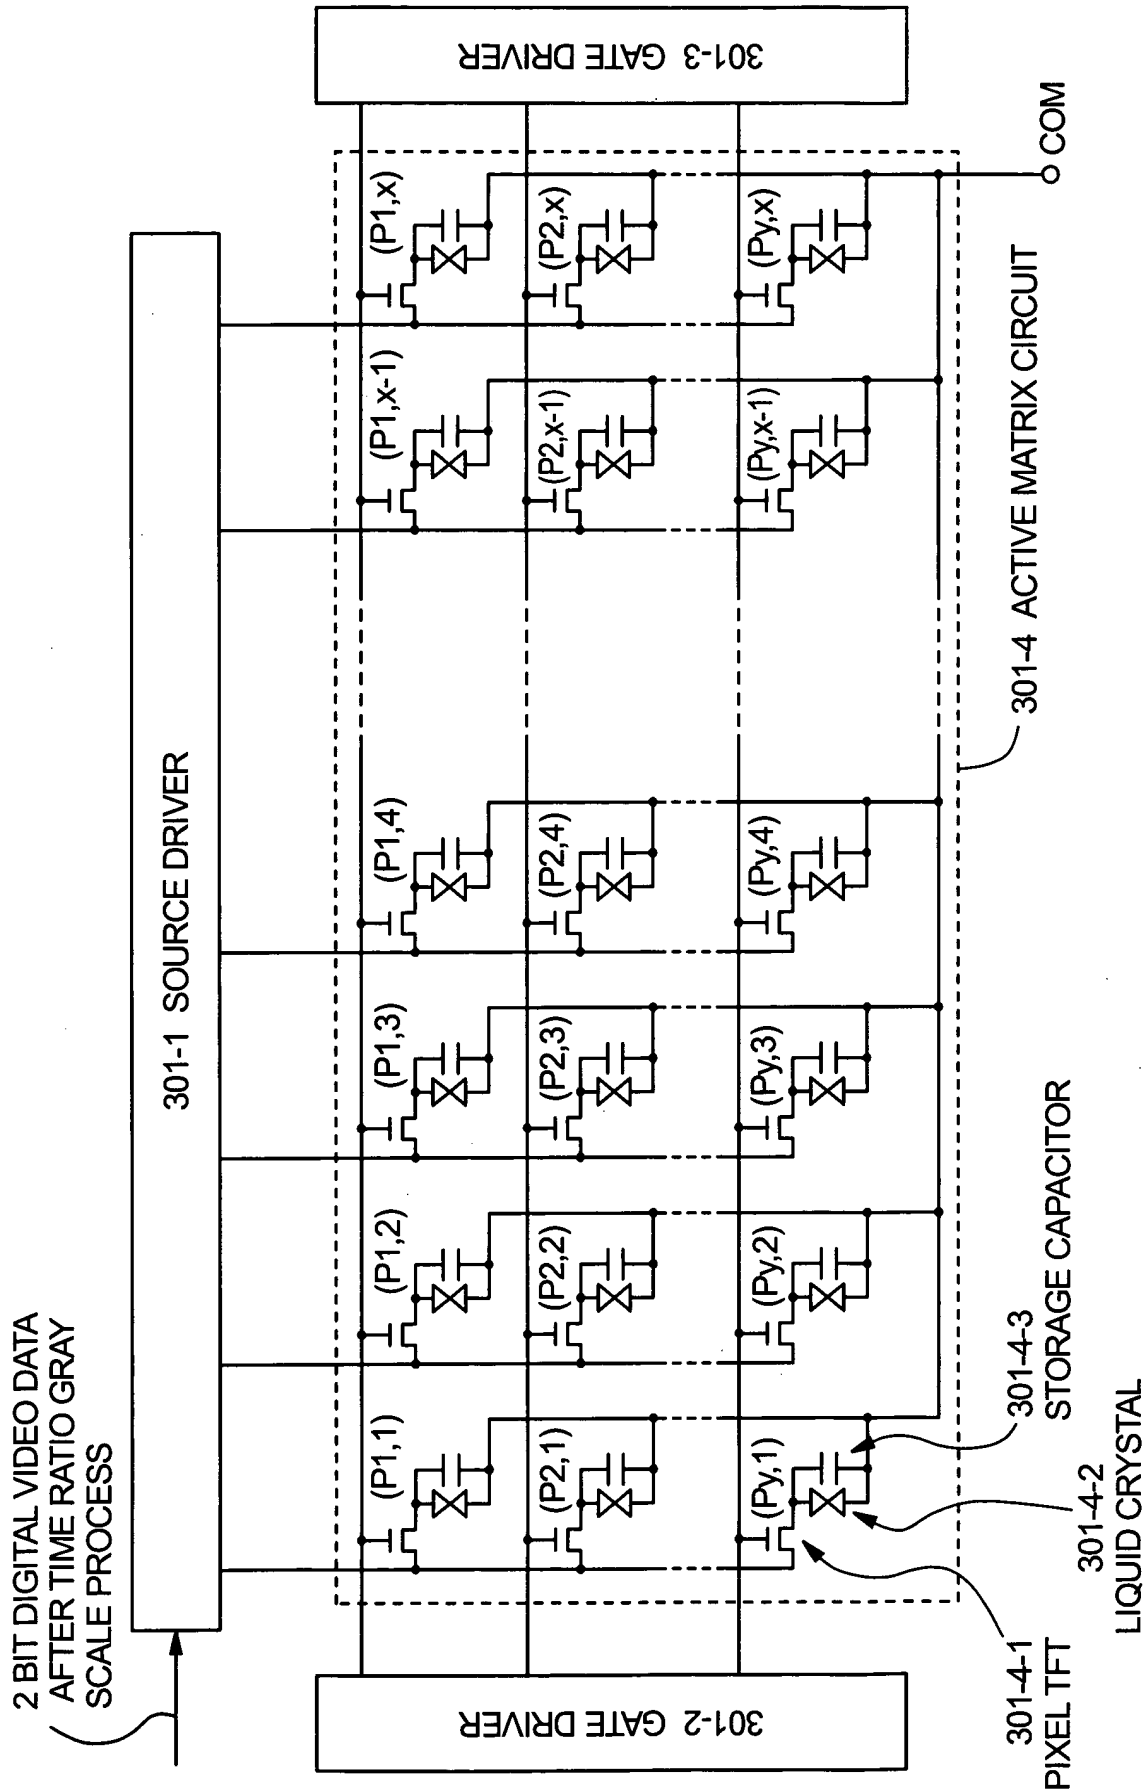 2 BIT DIGITAL VIDEO DATA
AFTER TIME RATIO GRAY
SCALE PROCESS
301-1 SOURCE DRIVER
301-2 GATE DRIVER
301-3 GATE DRIVER
(P1,1)
(P1,2)
(P1,3)
(P1,4)
(P1,x-1)
(P1,x)
(P2,1)
(P2,2)
(P2,3)
(P2,4)
(P2,x-1)
(P2,x)
(Py,1)
(Py,2)
(Py,3)
(Py,4)
(Py,x-1)
(Py,x)
COM
301-4-1
PIXEL TFT
301-4-2
LIQUID CRYSTAL
301-4-3
STORAGE CAPACITOR
301-4 ACTIVE MATRIX CIRCUIT